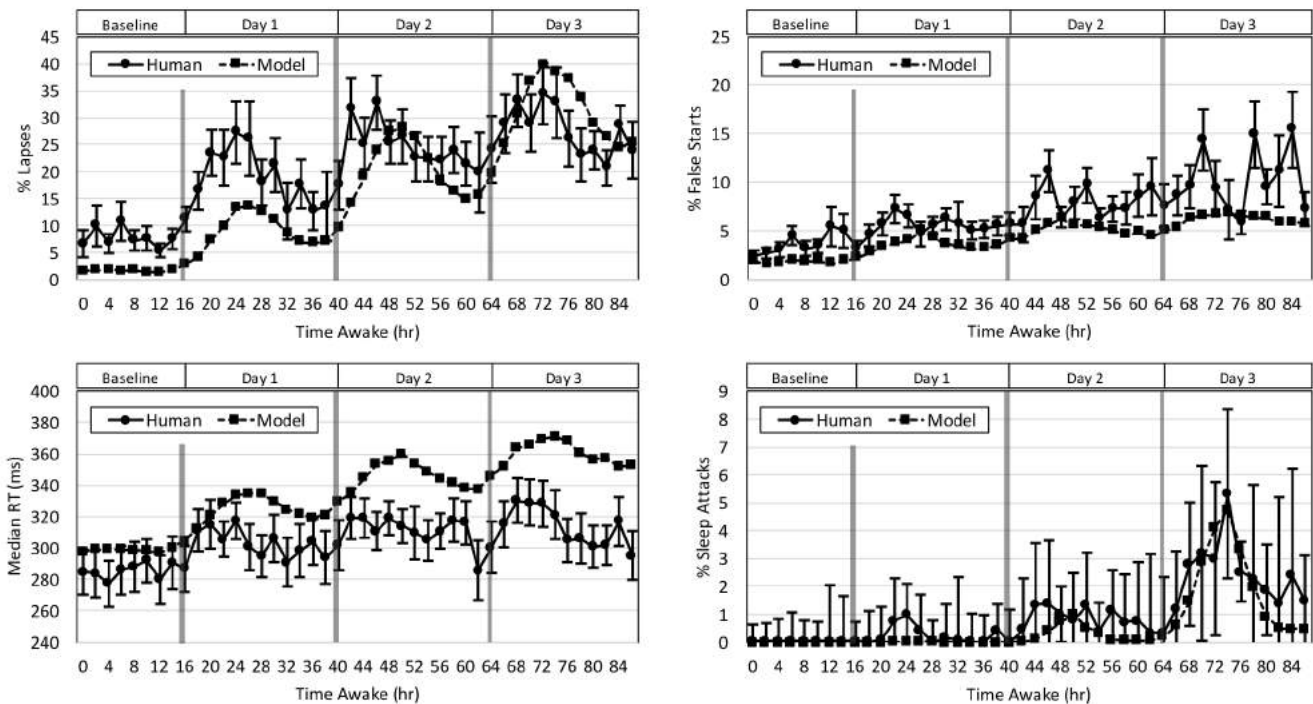 Baseline Day 1 Day 2 Day 3
45
40
35
30
25
20
15
10
5
0
% Lapses
Human Model
0 4 8 12 16 20 24 28 32 36 40 44 48 52 56 60 64 68 72 76 80 84
Time Awake (hr)
Baseline Day 1 Day 2 Day 3
25
20
15
10
5
0
% False Starts
Human Model
0 4 8 12 16 20 24 28 32 36 40 44 48 52 56 60 64 68 72 76 80 84
Time Awake (hr)
Baseline Day 1 Day 2 Day 3
400
380
360
340
320
300
280
260
240
Median RT (ms)
Human Model
0 4 8 12 16 20 24 28 32 36 40 44 48 52 56 60 64 68 72 76 80 84
Time Awake (hr)
Baseline Day 1 Day 2 Day 3
9
8
7
6
5
4
3
2
1
0
% Sleep Attacks
Human Model
0 4 8 12 16 20 24 28 32 36 40 44 48 52 56 60 64 68 72 76 80 84
Time Awake (hr)